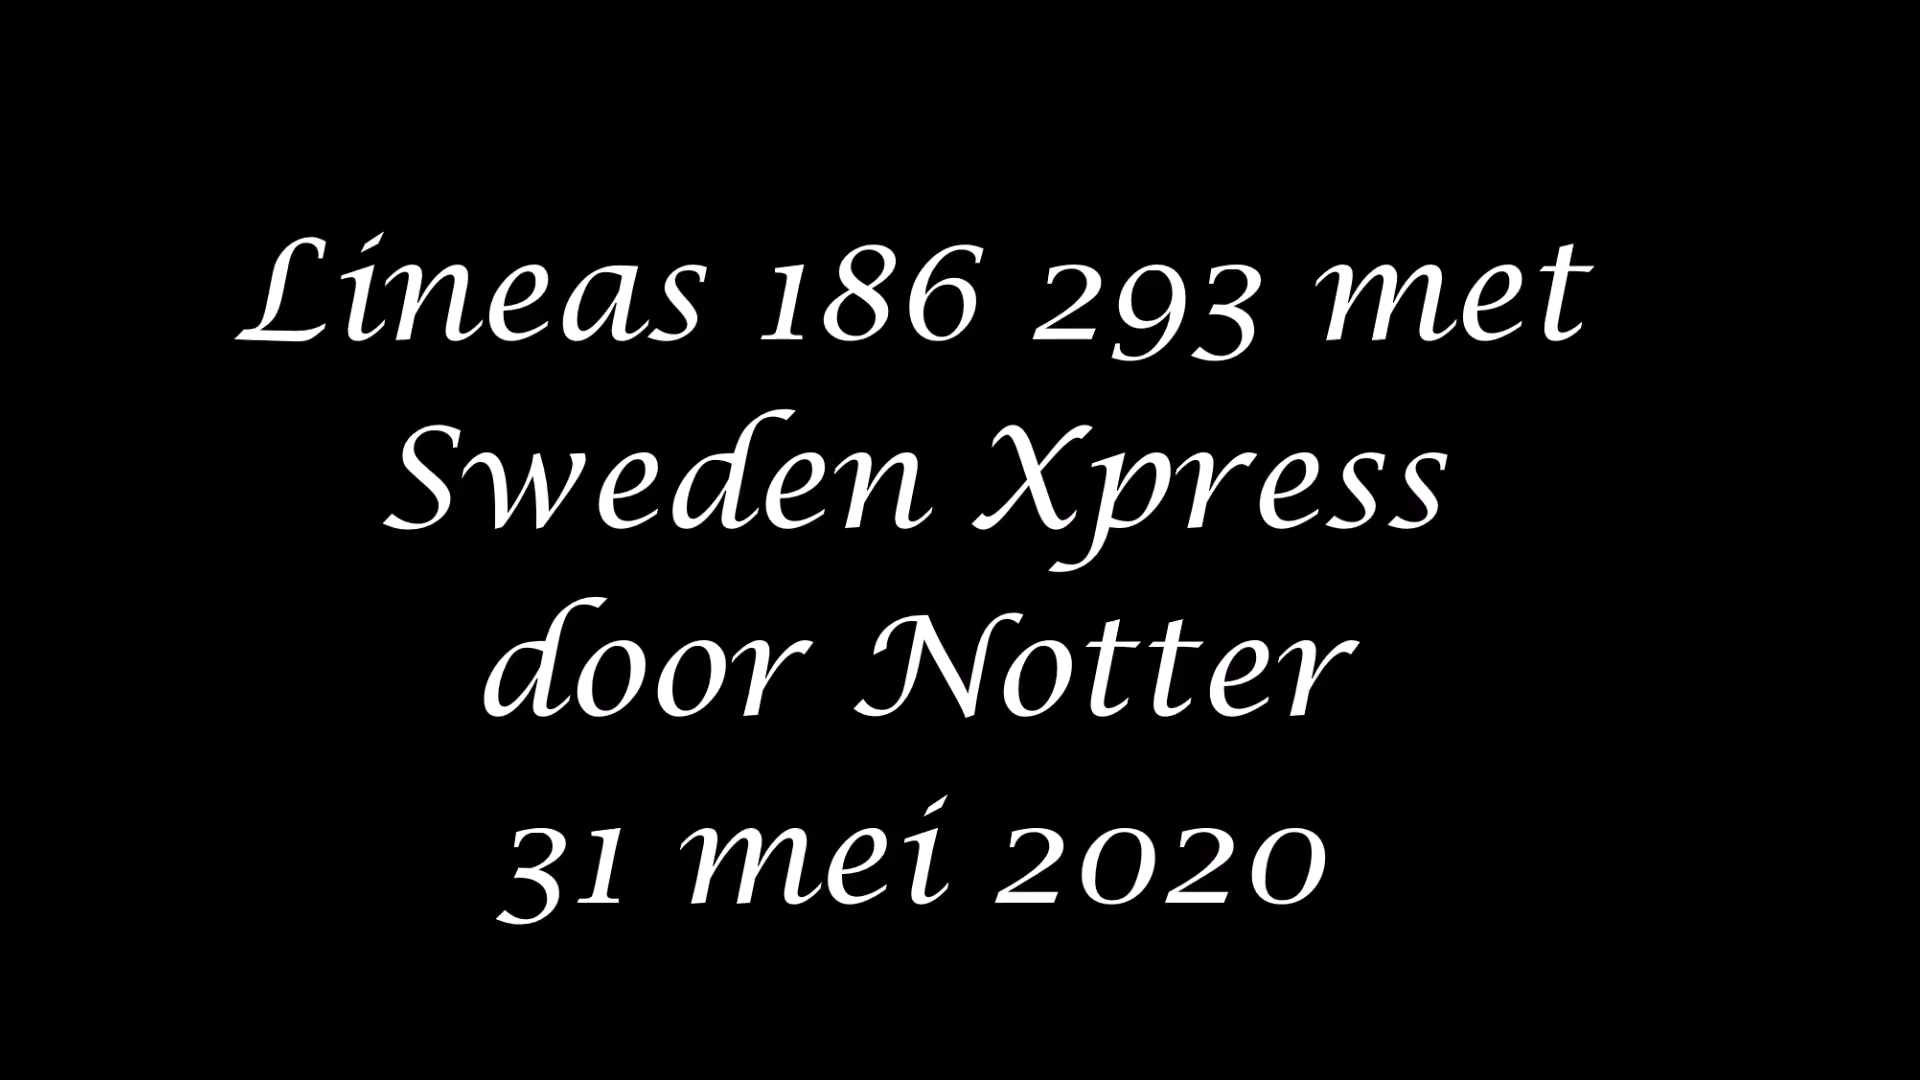 Lineas 186 293 met
Sweden Xpress
door Notter
31 mei 2020